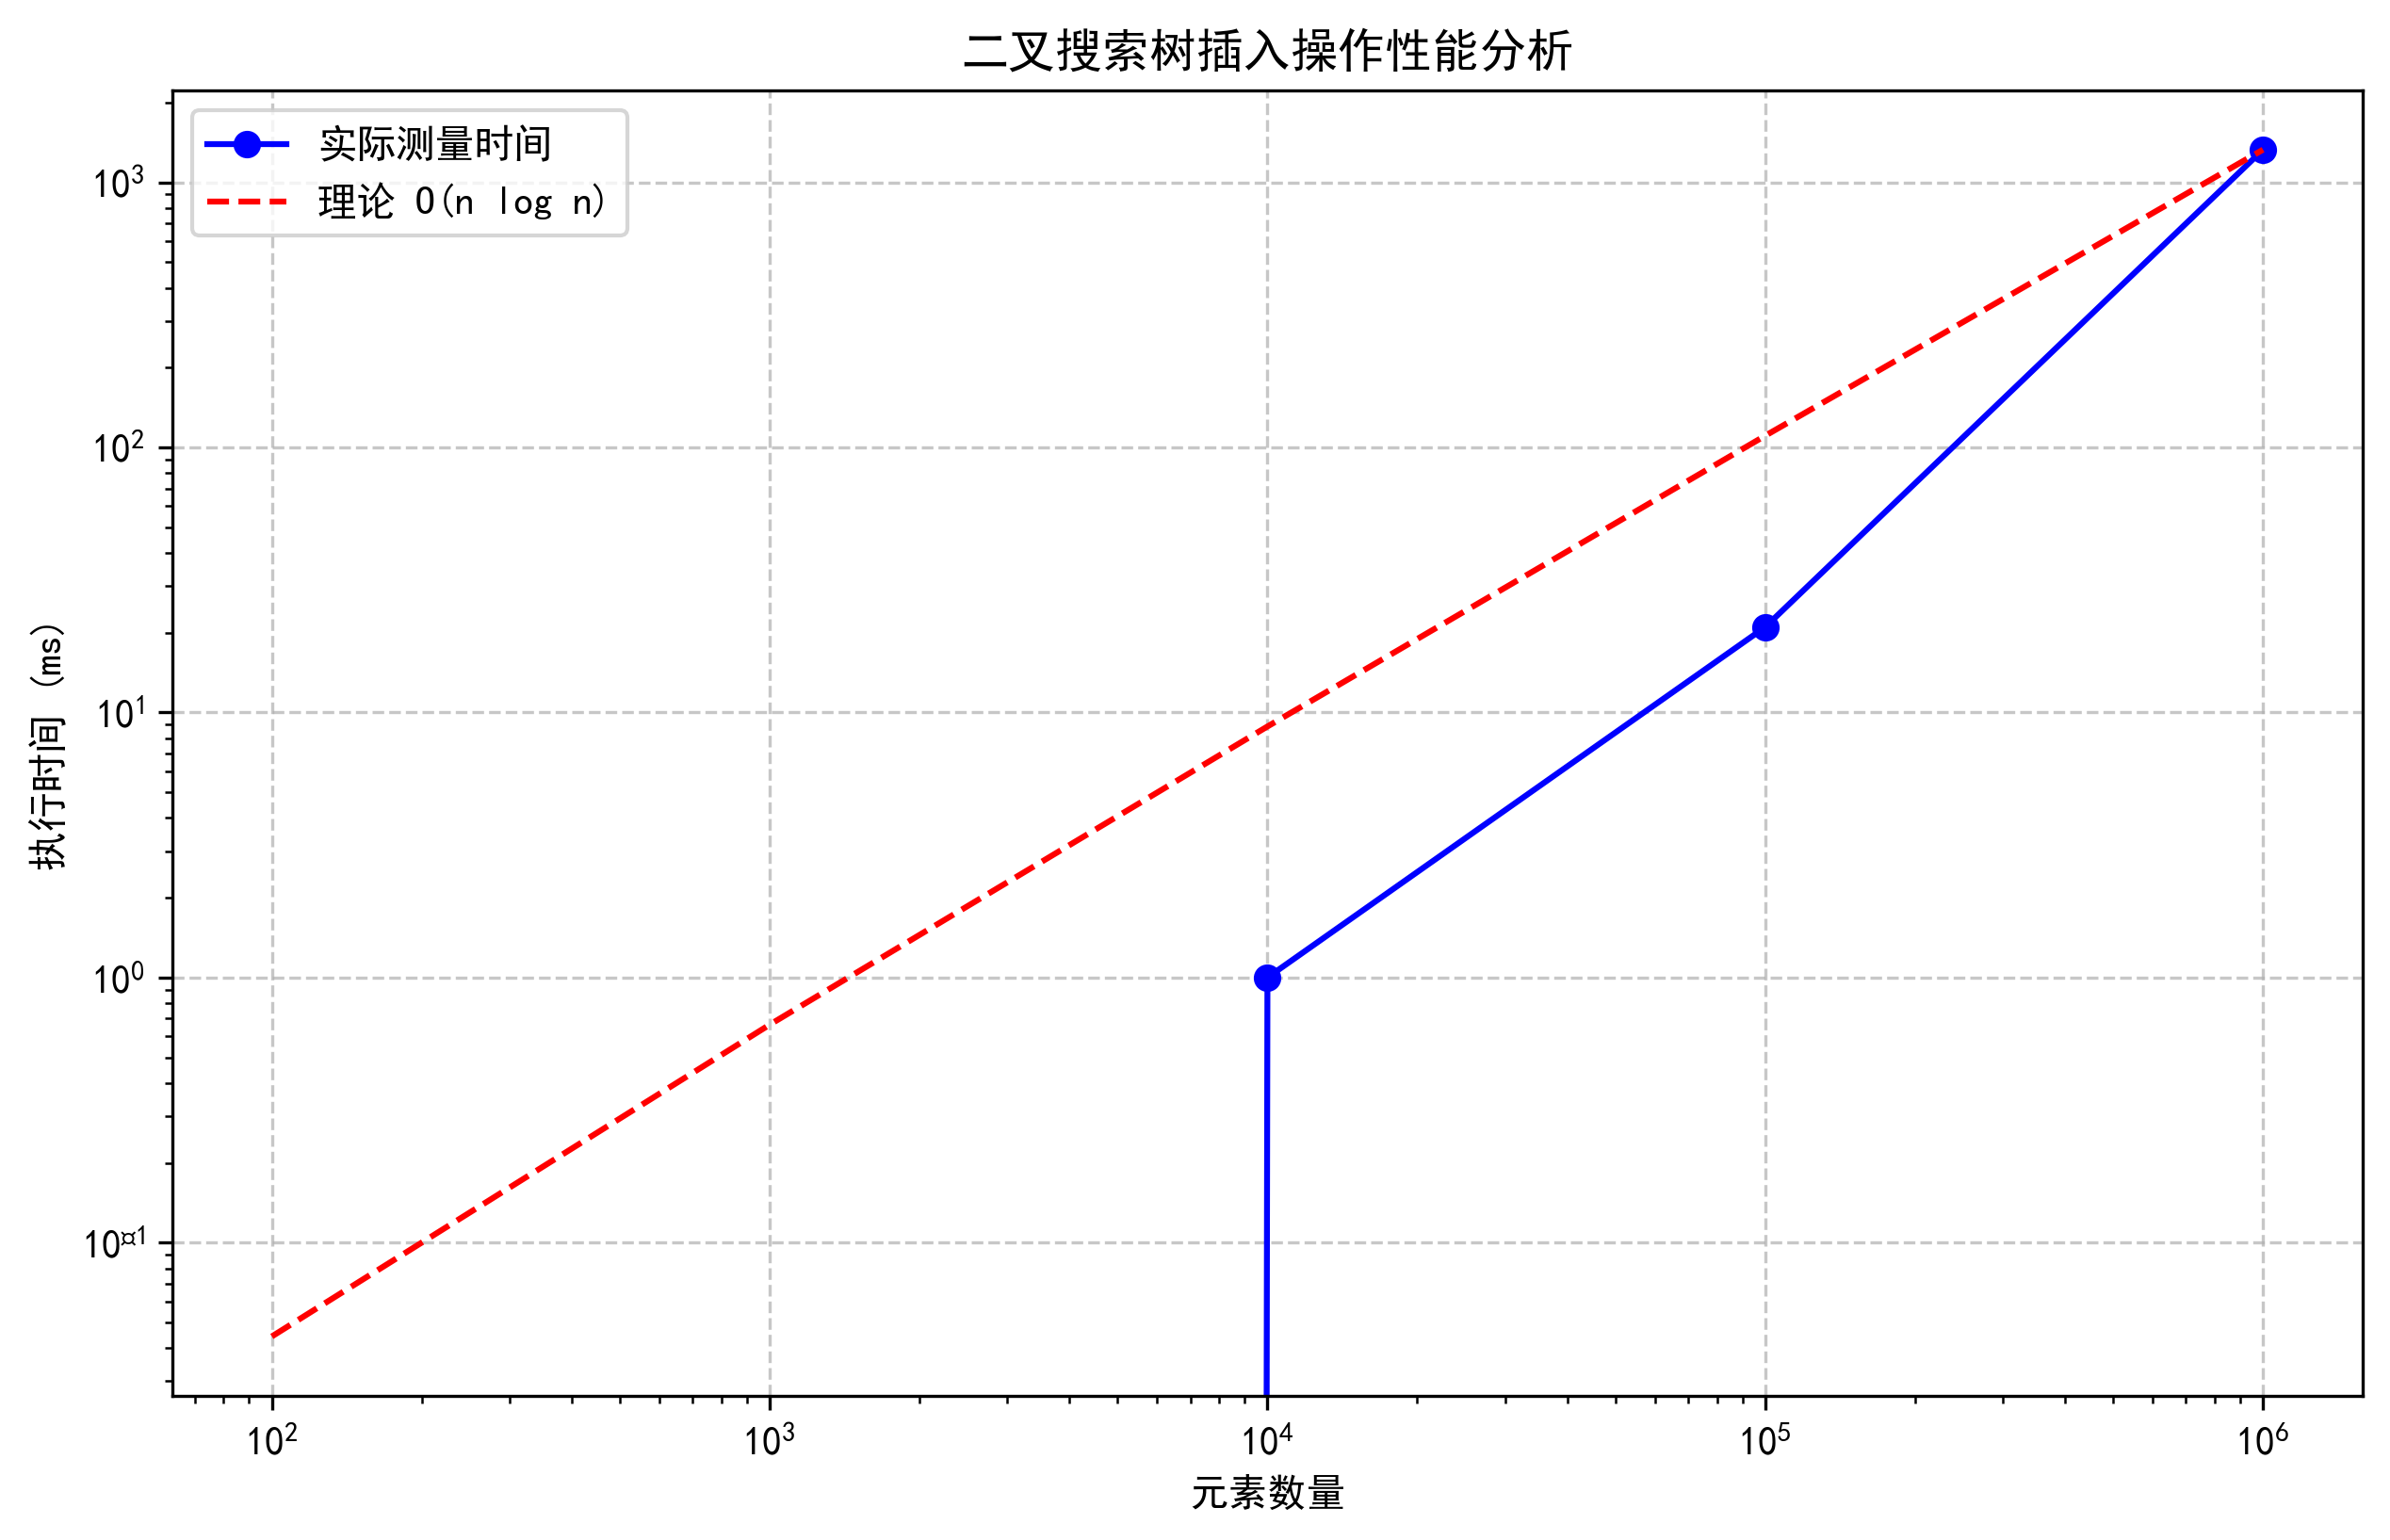 二叉搜索树插入操作性能分析
实际测量时间
理论 O(n log n)
10³
10²
10¹
10⁰
10¤1
执行时间 (ms)
10² 10³ 10⁴ 10⁵ 10⁶
元素数量